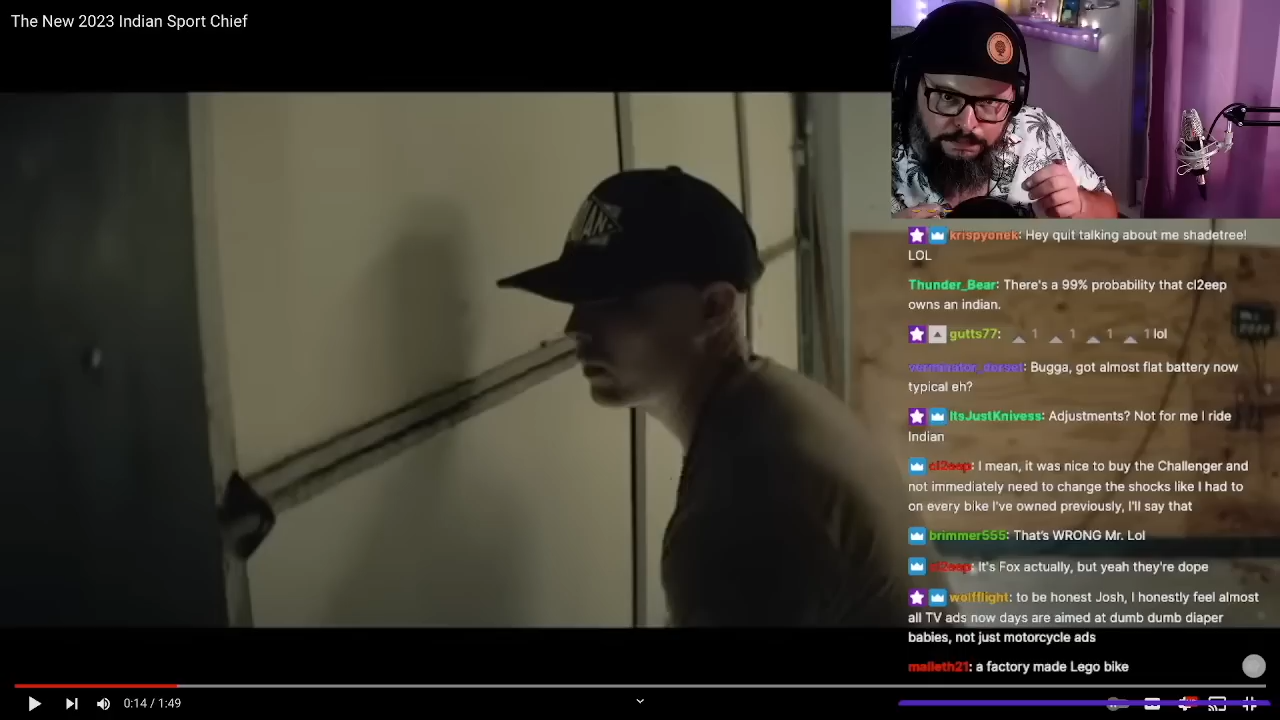 The New 2023 Indian Sport Chief
krispyonek: Hey quit talking about me shadetree!
LOL
Thunder_Bear: There's a 99% probability that cl2eep
owns an indian.
gutts77: 1 1 1 1 lol
Bugga, got almost flat battery now
typical eh?
ItsJustKnivess: Adjustments? Not for me I ride
Indian
cl2eep: I mean, it was nice to buy the Challenger and
not immediately need to change the shocks like I had to
on every bike I've owned previously, I'll say that
brimmer555: That's WRONG Mr. Lol
cl2eep: It's Fox actually, but yeah they're dope
wolfflight: to be honest Josh, I honestly feel almost
all TV ads now days are aimed at dumb dumb diaper
babies, not just motorcycle ads
malleth21: a factory made Lego bike
0:14 / 1:49